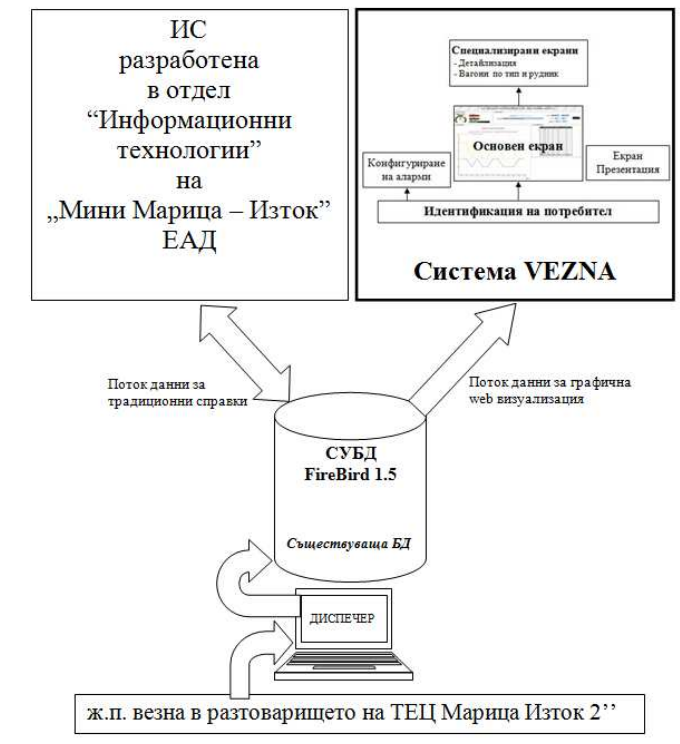 ИС
разработена
в отдел
“Информационни
технологии”
на
„Мини Марица – Изток”
ЕАД
Специализирани екрани
- Детайлизация
- Вагони по тип и рудник
Основен екран
Конфигуриране
на аларми
Екран
Презентация
Идентификация на потребител
Система VEZNA
Поток данни за
традиционни справки
Поток данни за графична
web визуализация
СУБД
FireBird 1.5
Съществуваща БД
ДИСПЕЧЕР
ж.п. везна в разтоварището на ТЕЦ Марица Изток 2’’